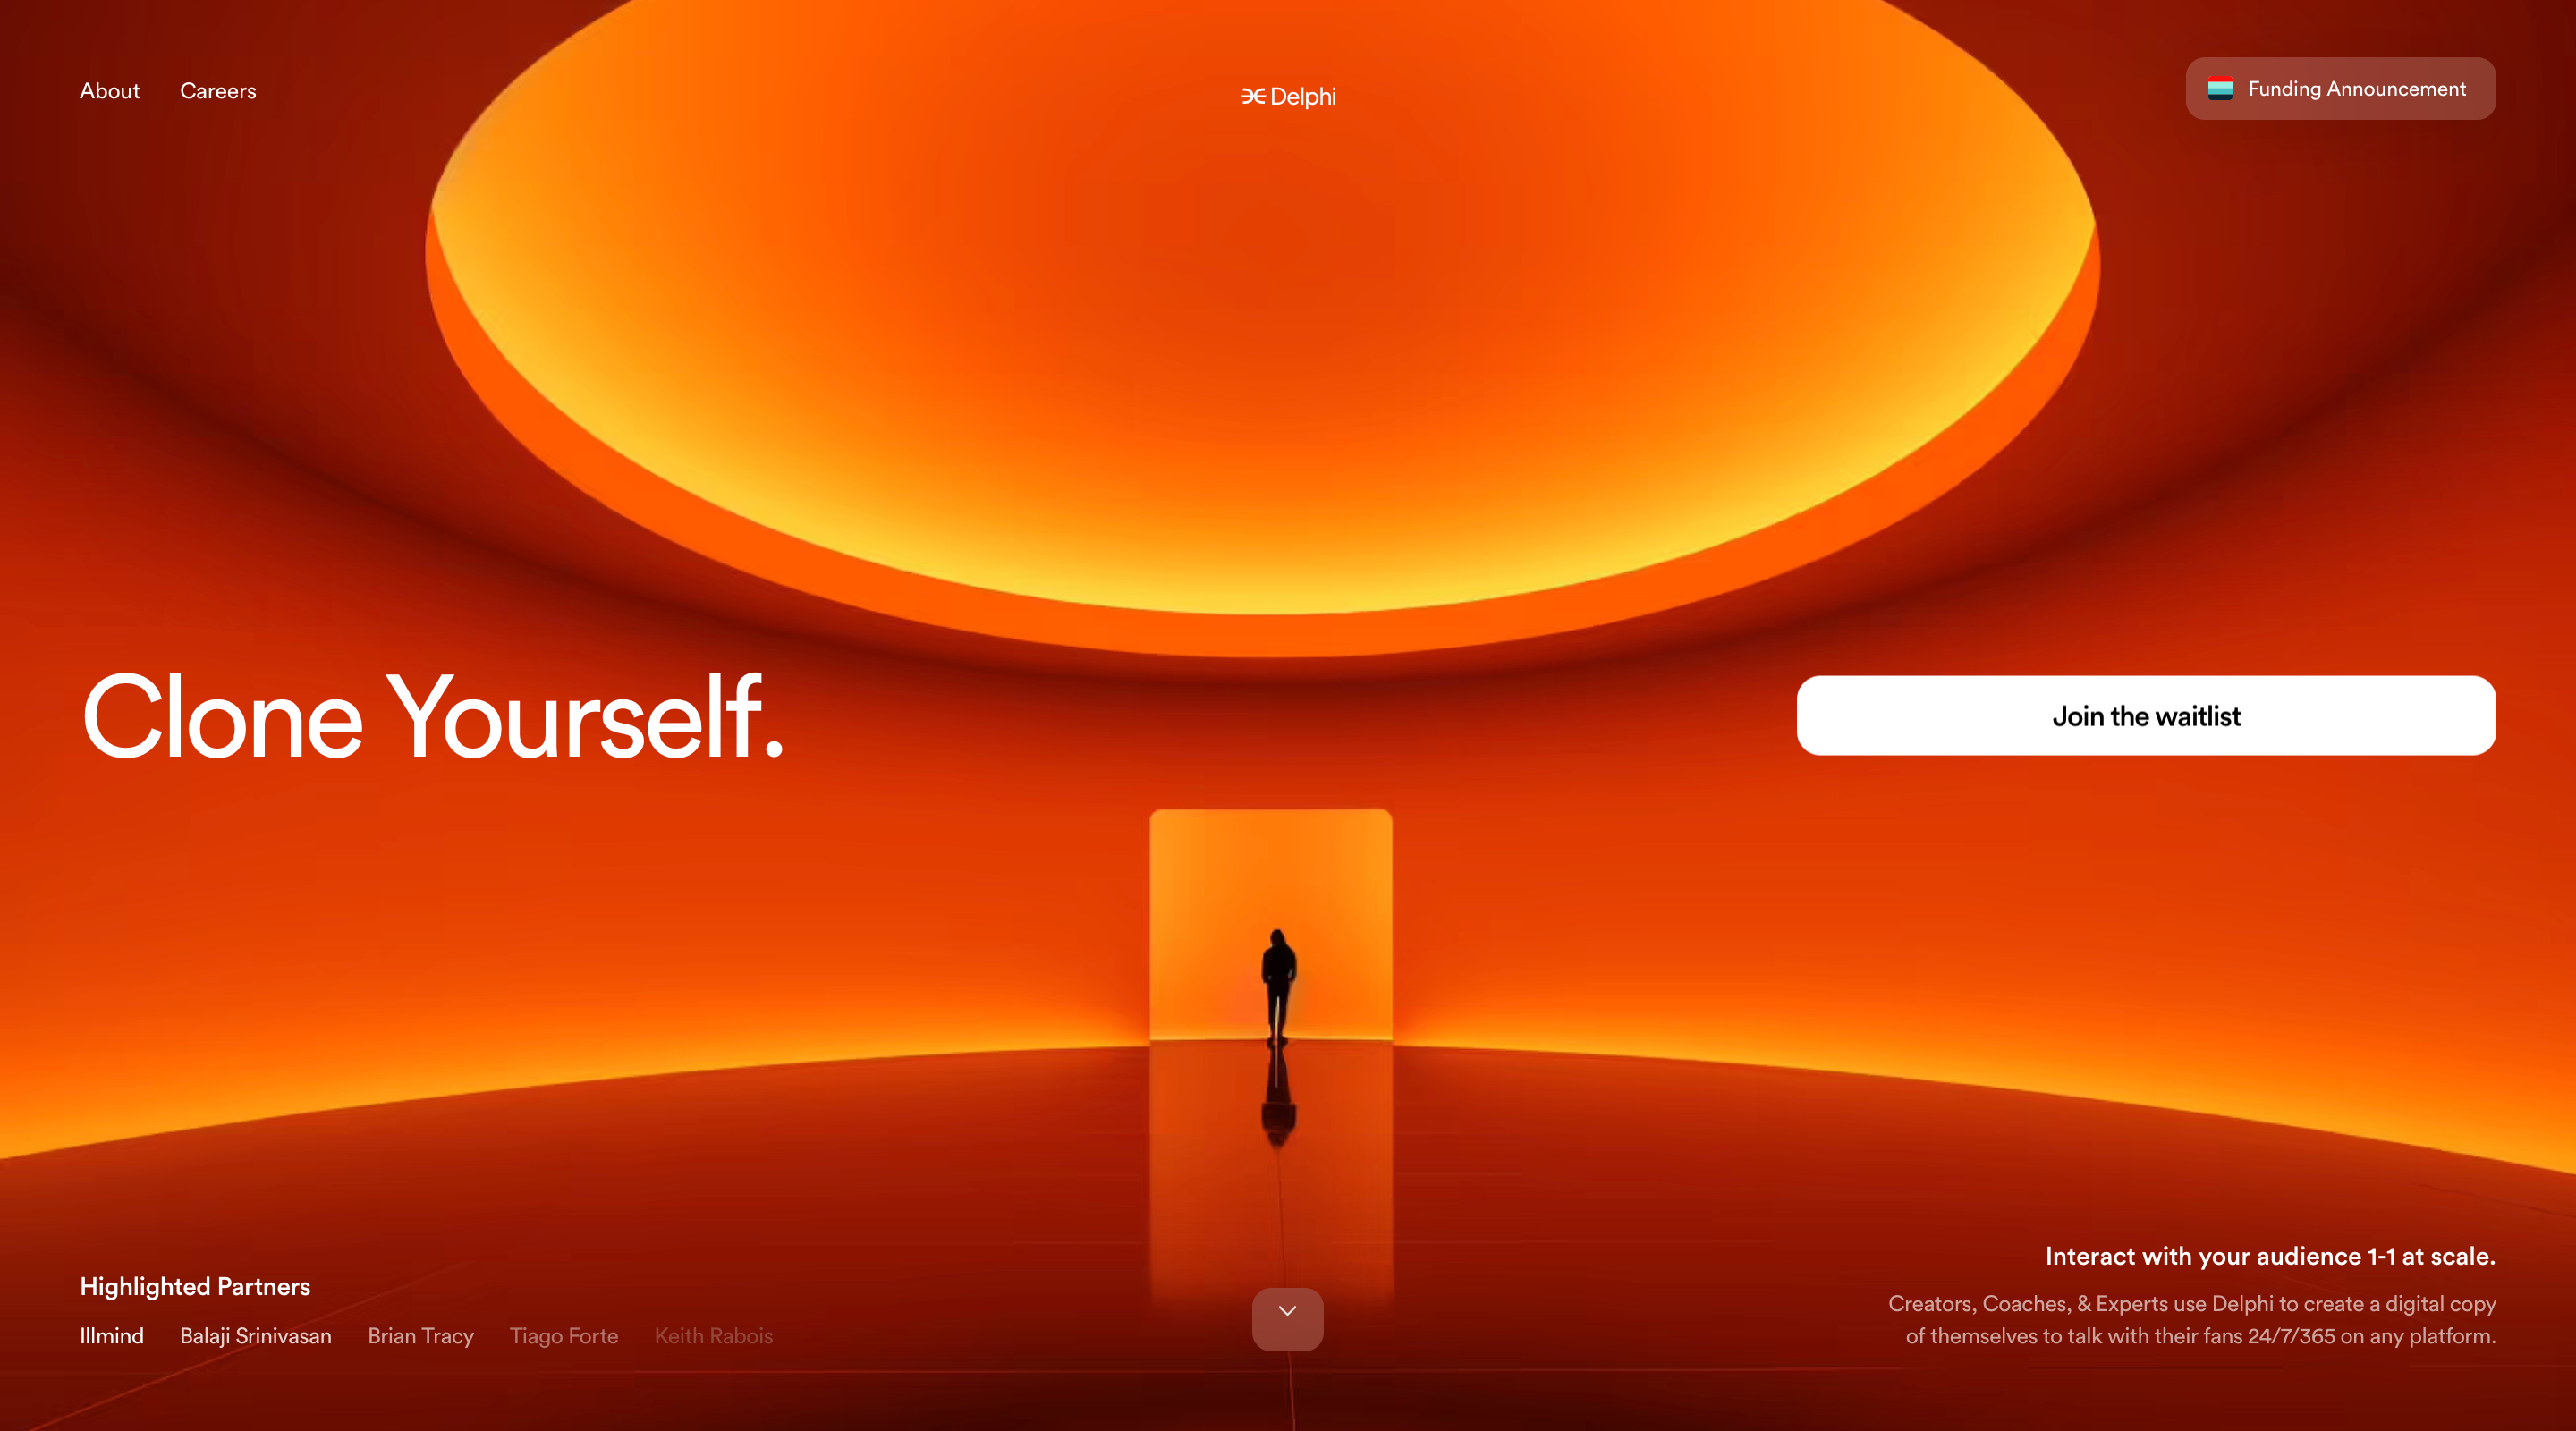 About
Careers
Delphi
Funding Announcement
Clone Yourself.
Join the waitlist
Highlighted Partners
Illmind
Balaji Srinivasan
Brian Tracy
Tiago Forte
Keith Rabois
Interact with your audience 1-1 at scale.
Creators, Coaches, & Experts use Delphi to create a digital copy
of themselves to talk with their fans 24/7/365 on any platform.